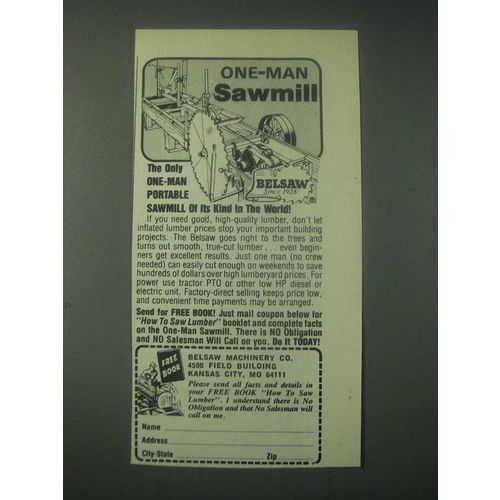 ONE-MAN
Sawmill
BELSAW
Since 1928
The Only
ONE-MAN
PORTABLE
SAWMILL Of Its Kind In The World!
If you need good, high-quality lumber, don't let
inflated lumber prices stop your important building
projects. The Belsaw goes right to the trees and
turns out smooth, true-out lumber... even begin-
ners get excellent results. Just one man (no crew
needed) can easily cut enough on weekends to save
hundreds of dollars over high lumberyard prices. For
power use tractor PTO or other low HP diesel or
electric unit. Factory-direct selling keeps price low,
and convenient time payments may be arranged.
Send for FREE BOOK! Just mail coupon below for
"How To Saw Lumber" booklet and complete facts
on the One-Man Sawmill. There is NO Obligation
and NO Salesman Will Call on you. Do It TODAY!
FREE
BOOK
BELSAW MACHINERY CO.
4500 FIELD BUILDING
KANSAS CITY, MO 64111
Please send all facts and details in
your FREE BOOK "How To Saw
Lumber". I understand there is No
Obligation and that No Salesman will
call on me.
Name
Address
City-State Zip